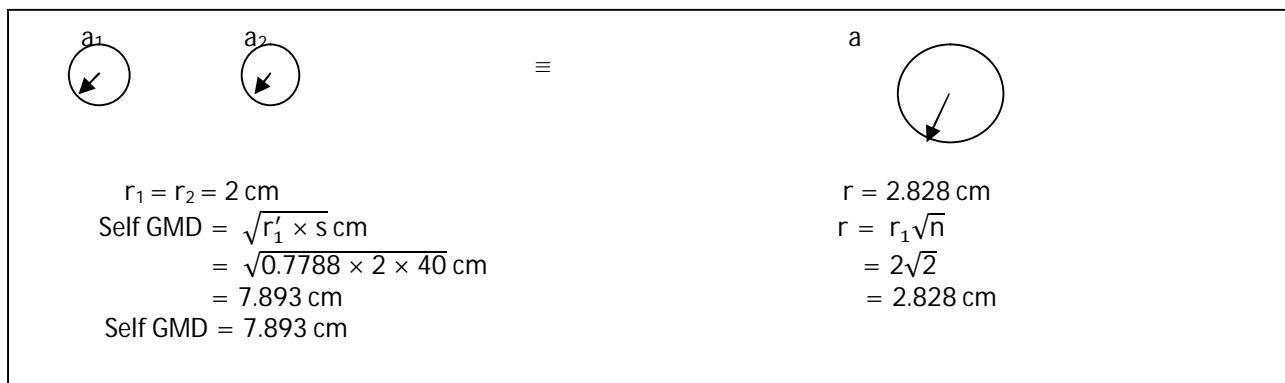 a₁ a₂ a
≡
r₁ = r₂ = 2 cm
Self GMD = √(r₁′ × s) cm
= √(0.7788 × 2 × 40) cm
= 7.893 cm
Self GMD = 7.893 cm
r = 2.828 cm
r = r₁√n
= 2√2
= 2.828 cm